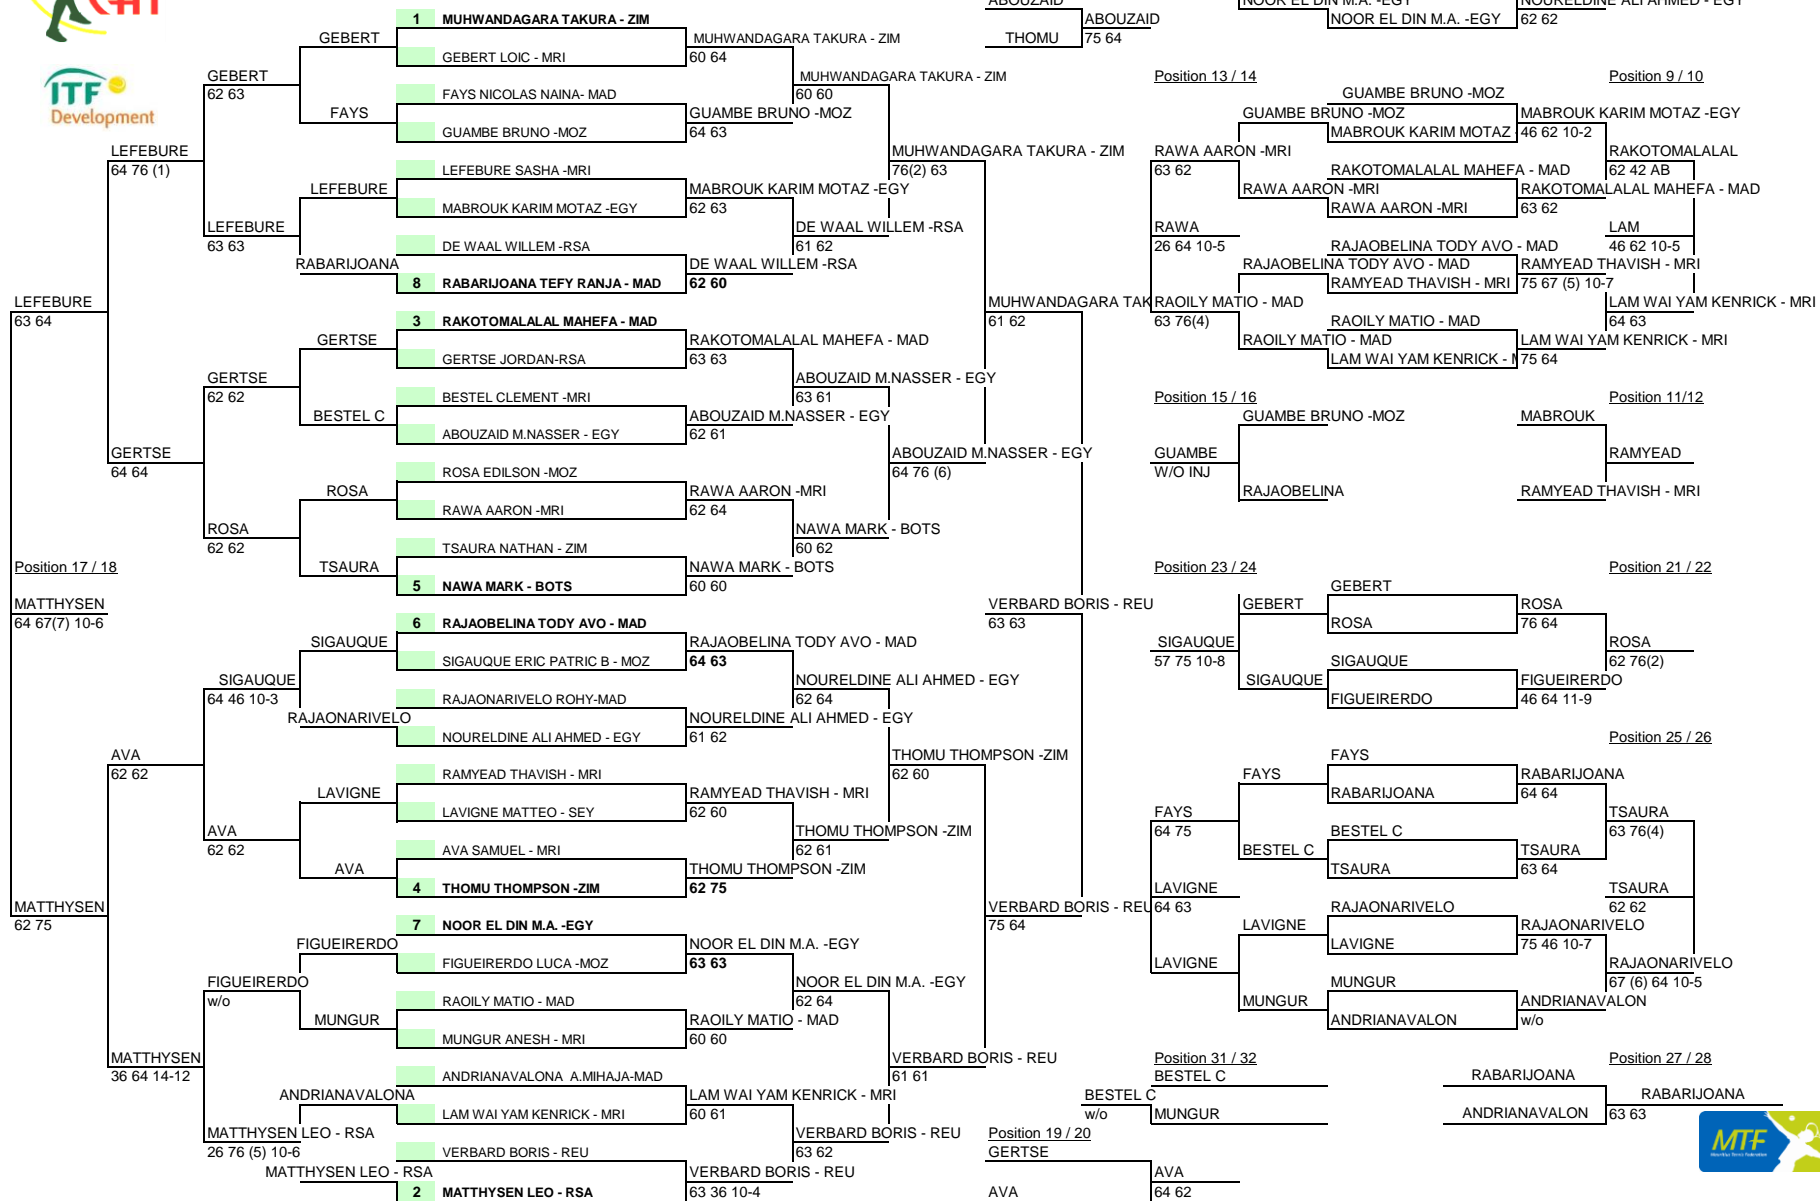 ABOUZAID
NOOR EL DIN M.A. -EGY
NOURELDINE ALI AHMED - EGY
1 MUHWANDAGARA TAKURA - ZIM
ABOUZAID
NOOR EL DIN M.A. -EGY
62 62
GEBERT
MUHWANDAGARA TAKURA - ZIM
THOMU
75 64
GEBERT LOIC - MRI
60 64
ITF
Development
GEBERT
MUHWANDAGARA TAKURA - ZIM
Position 13 / 14
Position 9 / 10
62 63
FAYS NICOLAS NAINA- MAD
60 60
GUAMBE BRUNO -MOZ
FAYS
GUAMBE BRUNO -MOZ
GUAMBE BRUNO -MOZ
MABROUK KARIM MOTAZ -EGY
GUAMBE BRUNO -MOZ
64 63
MABROUK KARIM MOTAZ
46 62 10-2
LEFEBURE
MUHWANDAGARA TAKURA - ZIM
RAWA AARON -MRI
RAKOTOMALALAL
64 76 (1)
LEFEBURE SASHA -MRI
76(2) 63
63 62
RAKOTOMALALAL MAHEFA - MAD
62 42 AB
LEFEBURE
MABROUK KARIM MOTAZ -EGY
RAWA AARON -MRI
RAKOTOMALALAL MAHEFA - MAD
MABROUK KARIM MOTAZ -EGY
62 63
RAWA AARON -MRI
63 62
LEFEBURE
DE WAAL WILLEM -RSA
RAWA
LAM
63 63
DE WAAL WILLEM -RSA
61 62
26 64 10-5
RAJAOBELINA TODY AVO - MAD
46 62 10-5
RABARIJOANA
DE WAAL WILLEM -RSA
RAJAOBELINA TODY AVO - MAD
RAMYEAD THAVISH - MRI
8 RABARIJOANA TEFY RANJA - MAD
62 60
RAMYEAD THAVISH - MRI
75 67 (5) 10-7
LEFEBURE
MUHWANDAGARA TAK
RAOILY MATIO - MAD
LAM WAI YAM KENRICK - MRI
63 64
3 RAKOTOMALALAL MAHEFA - MAD
61 62
63 76(4)
RAOILY MATIO - MAD
64 63
GERTSE
RAKOTOMALALAL MAHEFA - MAD
RAOILY MATIO - MAD
LAM WAI YAM KENRICK - MRI
GERTSE JORDAN-RSA
63 63
LAM WAI YAM KENRICK -
75 64
GERTSE
ABOUZAID M.NASSER - EGY
62 62
BESTEL CLEMENT -MRI
63 61
Position 15 / 16
Position 11/12
BESTEL C
ABOUZAID M.NASSER - EGY
GUAMBE BRUNO -MOZ
MABROUK
ABOUZAID M.NASSER - EGY
62 61
GERTSE
ABOUZAID M.NASSER - EGY
GUAMBE
RAMYEAD
64 64
ROSA EDILSON -MOZ
64 76 (6)
W/O INJ
ROSA
RAWA AARON -MRI
RAJAOBELINA
RAMYEAD THAVISH - MRI
RAWA AARON -MRI
62 64
ROSA
NAWA MARK - BOTS
62 62
TSAURA NATHAN - ZIM
60 62
Position 17 / 18
TSAURA
NAWA MARK - BOTS
Position 23 / 24
Position 21 / 22
5 NAWA MARK - BOTS
60 60
GEBERT
MATTHYSEN
VERBARD BORIS - REU
GEBERT
ROSA
64 67(7) 10-6
6 RAJAOBELINA TODY AVO - MAD
63 63
ROSA
76 64
SIGAUQUE
RAJAOBELINA TODY AVO - MAD
SIGAUQUE
ROSA
SIGAUQUE ERIC PATRIC B - MOZ
64 63
57 75 10-8
SIGAUQUE
62 76(2)
SIGAUQUE
NOURELDINE ALI AHMED - EGY
SIGAUQUE
FIGUEIRERDO
64 46 10-3
RAJAONARIVELO ROHY-MAD
62 64
FIGUEIRERDO
46 64 11-9
RAJAONARIVELO
NOURELDINE ALI AHMED - EGY
NOURELDINE ALI AHMED - EGY
61 62
Position 25 / 26
AVA
THOMU THOMPSON -ZIM
FAYS
62 62
RAMYEAD THAVISH - MRI
62 60
FAYS
RABARIJOANA
LAVIGNE
RAMYEAD THAVISH - MRI
RABARIJOANA
64 64
LAVIGNE MATTEO - SEY
62 60
FAYS
TSAURA
AVA
THOMU THOMPSON -ZIM
64 75
BESTEL C
63 76(4)
62 62
AVA SAMUEL - MRI
62 61
BESTEL C
TSAURA
AVA
THOMU THOMPSON -ZIM
TSAURA
63 64
4 THOMU THOMPSON -ZIM
62 75
LAVIGNE
TSAURA
MATTHYSEN
VERBARD BORIS - REU
64 63
RAJAONARIVELO
62 62
62 75
7 NOOR EL DIN M.A. -EGY
75 64
LAVIGNE
RAJAONARIVELO
FIGUEIRERDO
NOOR EL DIN M.A. -EGY
LAVIGNE
75 46 10-7
FIGUEIRERDO LUCA -MOZ
63 63
LAVIGNE
RAJAONARIVELO
FIGUEIRERDO
NOOR EL DIN M.A. -EGY
MUNGUR
67 (6) 64 10-5
w/o
RAOILY MATIO - MAD
62 64
MUNGUR
ANDRIANAVALON
MUNGUR
RAOILY MATIO - MAD
ANDRIANAVALON
w/o
MUNGUR ANESH - MRI
60 60
MATTHYSEN
VERBARD BORIS - REU
Position 31 / 32
Position 27 / 28
36 64 14-12
ANDRIANAVALONA A.MIHAJA-MAD
61 61
BESTEL C
RABARIJOANA
ANDRIANAVALONA
LAM WAI YAM KENRICK - MRI
BESTEL C
RABARIJOANA
LAM WAI YAM KENRICK - MRI
60 61
w/o
MUNGUR
ANDRIANAVALON
63 63
MATTHYSEN LEO - RSA
VERBARD BORIS - REU
Position 19 / 20
MTF
26 76 (5) 10-6
VERBARD BORIS - REU
63 62
GERTSE
MATTHYSEN LEO - RSA
VERBARD BORIS - REU
AVA
2 MATTHYSEN LEO - RSA
63 36 10-4
AVA
64 62